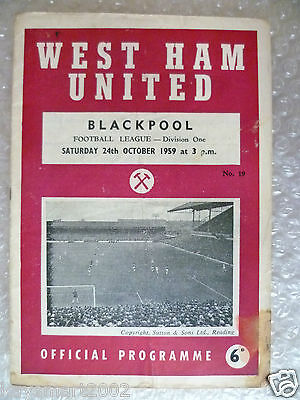 WEST HAM
UNITED
BLACKPOOL
FOOTBALL LEAGUE — Division One
SATURDAY 24th OCTOBER 1959 at 3 p.m.
No. 19
Copyright, Sutton & Sons Ltd., Reading
OFFICIAL PROGRAMME
6D